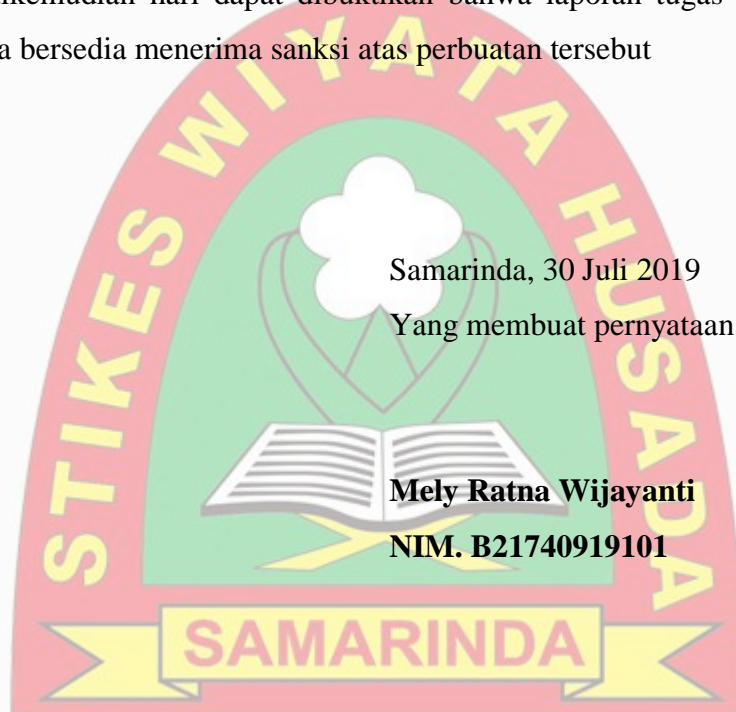 dikemudian hari dapat dibuktikan bahwa laporan tugas
a bersedia menerima sanksi atas perbuatan tersebut
STIKES WIYATA HUSADA
Samarinda, 30 Juli 2019
Yang membuat pernyataan
Mely Ratna Wijayanti
NIM. B21740919101
SAMARINDA